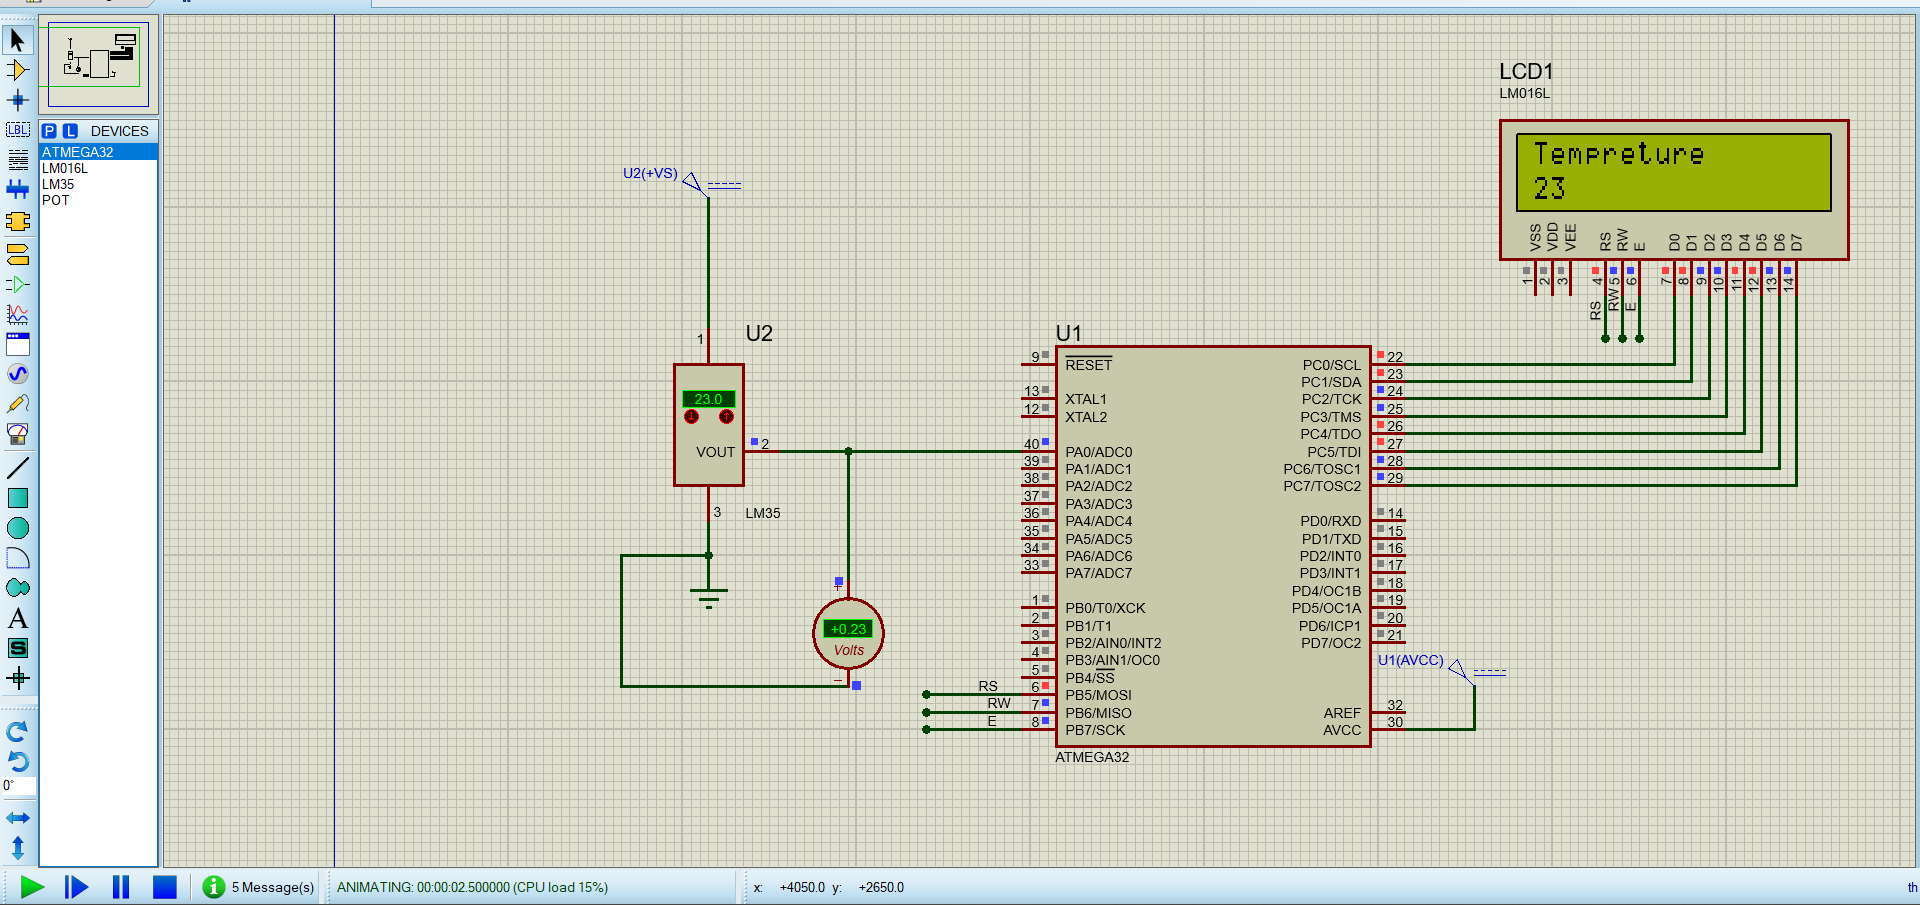 LBL
P L DEVICES
ATMEGA32
LM016L
LM35
POT
A
S
0°
LCD1
LM016L
Tempreture
23
VSS VDD VEE RS RW E D0 D1 D2 D3 D4 D5 D6 D7
1 2 3 4 5 6 7 8 9 10 11 12 13 14
RS RW E
U2(+VS)
U2
1
23.0
VOUT
2
3
LM35
+
+0.23
Volts
−
U1
9 RESET
13 XTAL1
12 XTAL2
40 PA0/ADC0
39 PA1/ADC1
38 PA2/ADC2
37 PA3/ADC3
36 PA4/ADC4
35 PA5/ADC5
34 PA6/ADC6
33 PA7/ADC7
1 PB0/T0/XCK
2 PB1/T1
3 PB2/AIN0/INT2
4 PB3/AIN1/OC0
5 PB4/SS
RS 6 PB5/MOSI
RW 7 PB6/MISO
E 8 PB7/SCK
PC0/SCL 22
PC1/SDA 23
PC2/TCK 24
PC3/TMS 25
PC4/TDO 26
PC5/TDI 27
PC6/TOSC1 28
PC7/TOSC2 29
PD0/RXD 14
PD1/TXD 15
PD2/INT0 16
PD3/INT1 17
PD4/OC1B 18
PD5/OC1A 19
PD6/ICP1 20
PD7/OC2 21
U1(AVCC)
AREF 32
AVCC 30
ATMEGA32
5 Message(s) ANIMATING: 00:00:02.500000 (CPU load 15%) x: +4050.0 y: +2650.0 th